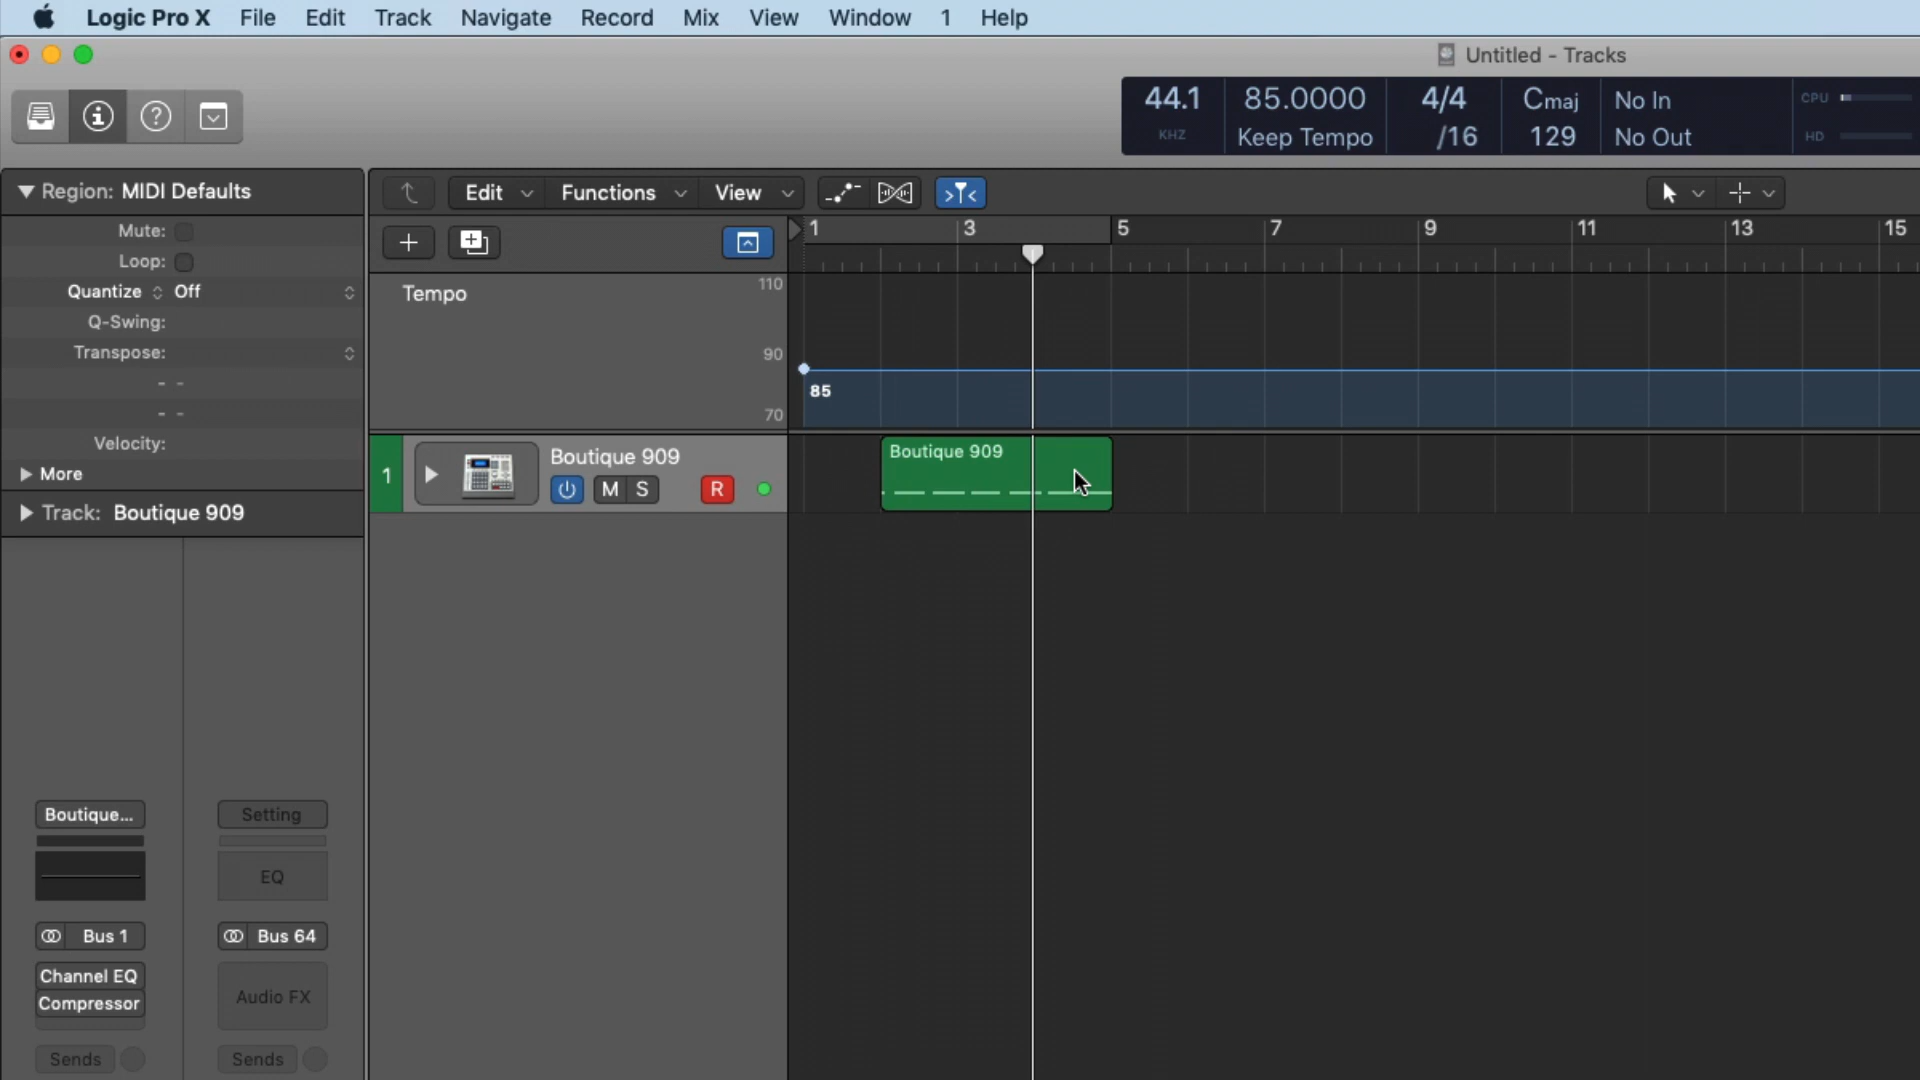 Logic Pro X File Edit Track Navigate Record Mix View Window 1 Help
Untitled - Tracks
44.1 85.0000 4/4 Cmaj No In CPU
KHZ Keep Tempo /16 129 No Out HD
Region: MIDI Defaults
Edit Functions View
Mute:
Loop:
Quantize Off
Q-Swing:
Transpose:
- -
- -
Velocity:
More
Track: Boutique 909
1 3 5 7 9 11 13 15
Tempo
110
90
70
85
1 Boutique 909
M S R
Boutique 909
Boutique... Setting
EQ
Bus 1 Bus 64
Channel EQ
Compressor
Audio FX
Sends Sends